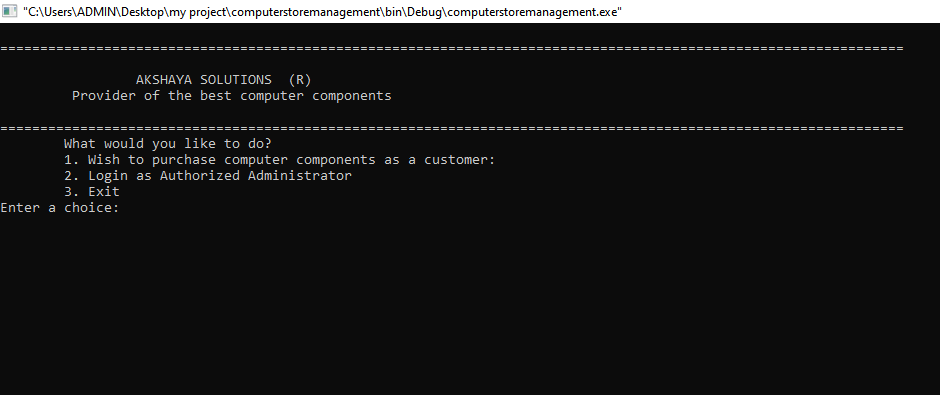 "C:\Users\ADMIN\Desktop\my project\computerstoremanagement\bin\Debug\computerstoremanagement.exe"
=================================================================================================================
AKSHAYA SOLUTIONS (R)
Provider of the best computer components
=================================================================================================================
What would you like to do?
1. Wish to purchase computer components as a customer:
2. Login as Authorized Administrator
3. Exit
Enter a choice: